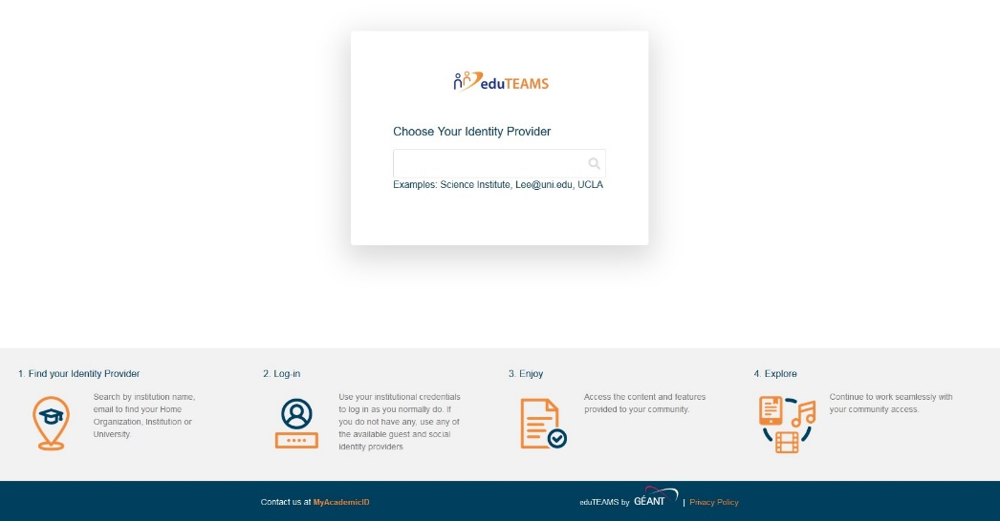 eduTEAMS
Choose Your Identity Provider
Examples: Science Institute, Lee@uni.edu, UCLA
1. Find your Identity Provider
Search by institution name,
email to find your Home
Organization, Institution or
University.
2. Log-in
Use your institutional credentials
to log in as you normally do. If
you do not have any, use any of
the available guest and social
identity providers
3. Enjoy
Access the content and features
provided to your community.
4. Explore
Continue to work seamlessly with
your community access.
Contact us at MyAcademicID
eduTEAMS by GÉANT | Privacy Policy